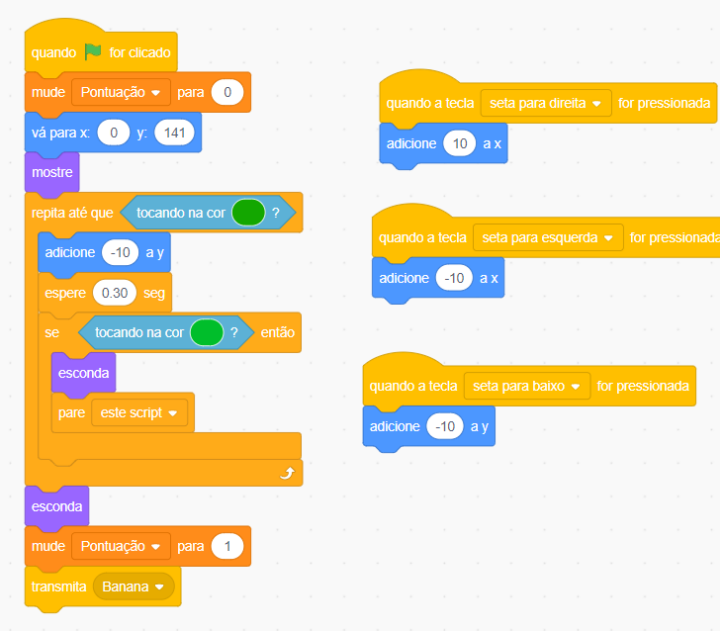 quando for clicado
mude Pontuação para 0
vá para x: 0 y: 141
mostre
repita até que tocando na cor ?
adicione -10 a y
espere 0.30 seg
se tocando na cor ? então
esconda
pare este script
esconda
mude Pontuação para 1
transmita Banana
quando a tecla seta para direita for pressionada
adicione 10 a x
quando a tecla seta para esquerda for pressionada
adicione -10 a x
quando a tecla seta para baixo for pressionada
adicione -10 a y